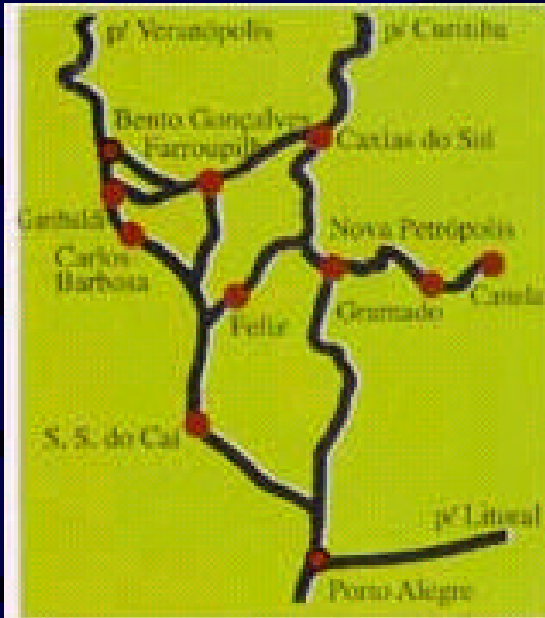 p/ Veranópolis
p/ Curitiba
Bento Gonçalves
Farroupilha
Caxias do Sul
Garibaldi
Carlos
Barbosa
Nova Petrópolis
Feliz
Gramado
Canela
S. S. do Caí
p/ Litoral
Porto Alegre